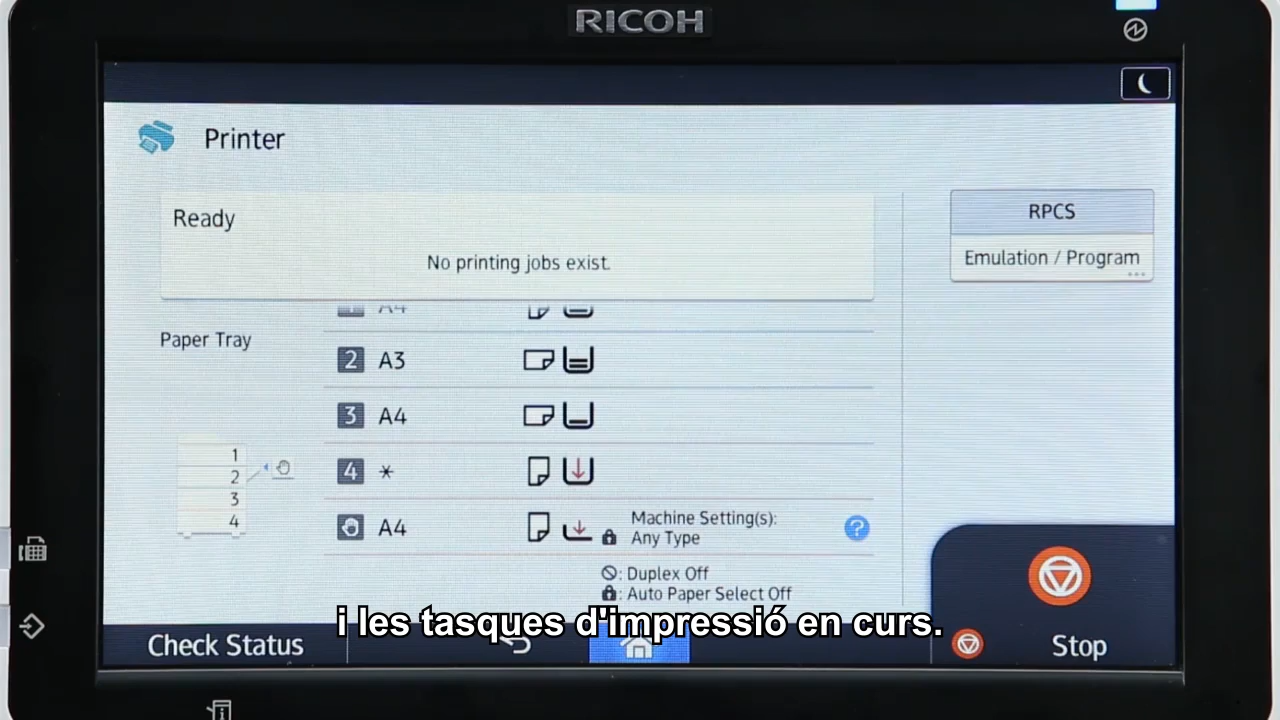 RICOH
Printer
Ready
No printing jobs exist.
RPCS
Emulation / Program
Paper Tray
1 A4
2 A3
3 A4
4 *
A4
Machine Setting(s):
Any Type
?
1
2
3
4
: Duplex Off
: Auto Paper Select Off
i les tasques d'impressió en curs.
Check Status
Stop